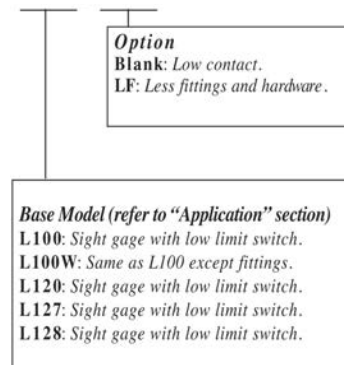 Option
Blank: Low contact.
LF: Less fittings and hardware.
Base Model (refer to “Application” section)
L100: Sight gage with low limit switch.
L100W: Same as L100 except fittings.
L120: Sight gage with low limit switch.
L127: Sight gage with low limit switch.
L128: Sight gage with low limit switch.